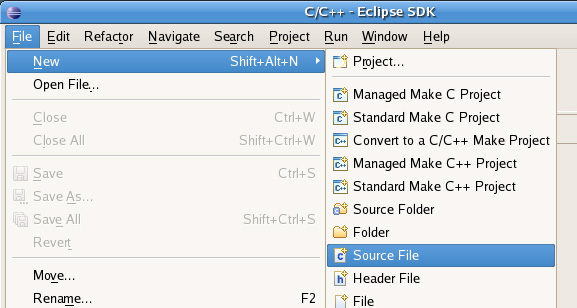 C/C++ - Eclipse SDK
File Edit Refactor Navigate Search Project Run Window Help
New Shift+Alt+N
Open File...
Close Ctrl+W
Close All Shift+Ctrl+W
Save Ctrl+S
Save As...
Save All Shift+Ctrl+S
Revert
Move...
Rename... F2
Project...
Managed Make C Project
Standard Make C Project
Convert to a C/C++ Make Project
Managed Make C++ Project
Standard Make C++ Project
Source Folder
Folder
Source File
Header File
File